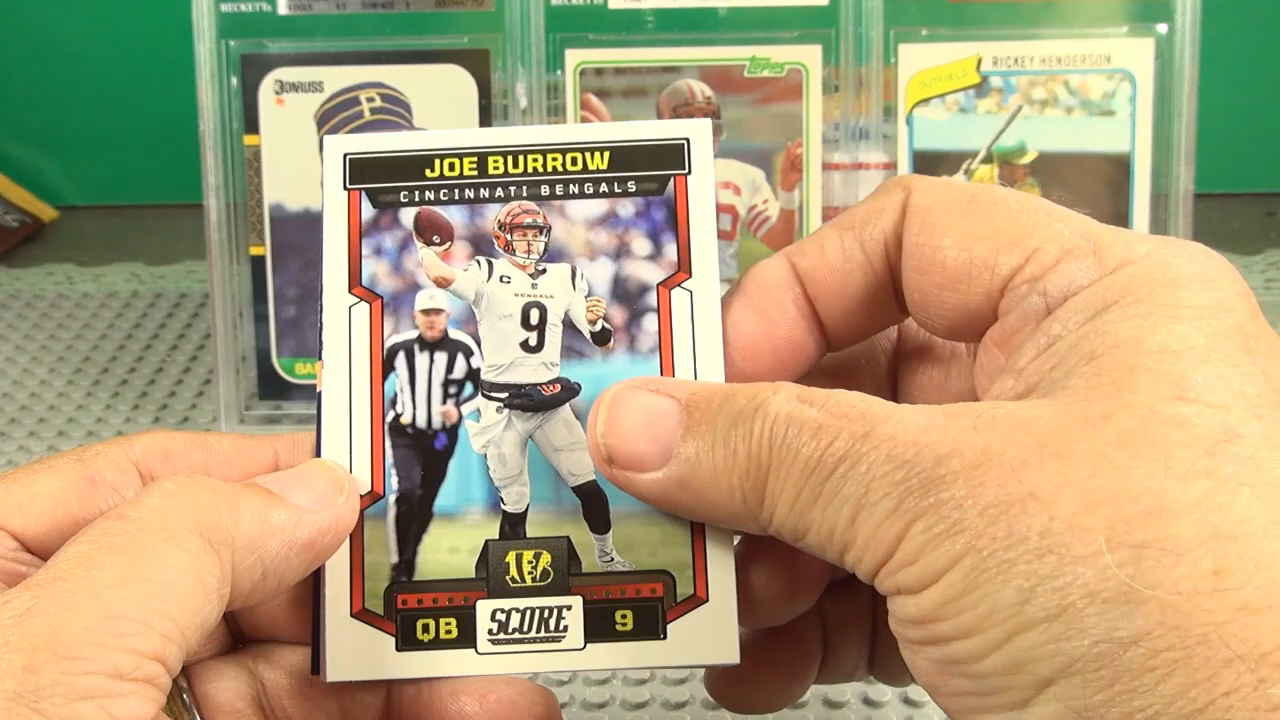 BECKETT
BECKETT
DONRUSS
P
Topps
OUTFIELD
RICKEY HENDERSON
JOE BURROW
CINCINNATI BENGALS
C
BENGALS
9
QB
SCORE
9